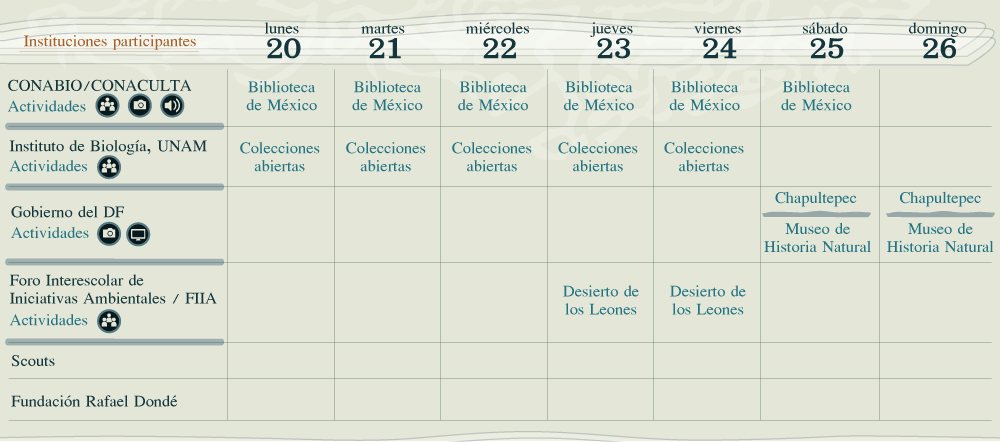 Instituciones participantes
lunes martes miércoles jueves viernes sábado domingo
20 21 22 23 24 25 26
CONABIO/CONACULTA
Actividades
Biblioteca Biblioteca Biblioteca Biblioteca Biblioteca Biblioteca
de México de México de México de México de México de México
Instituto de Biología, UNAM
Actividades
Colecciones Colecciones Colecciones Colecciones Colecciones
abiertas abiertas abiertas abiertas abiertas
Gobierno del DF
Actividades
Chapultepec Chapultepec
Museo de Museo de
Historia Natural Historia Natural
Foro Interescolar de
Iniciativas Ambientales / FIIA
Actividades
Desierto de Desierto de
los Leones los Leones
Scouts
Fundación Rafael Dondé